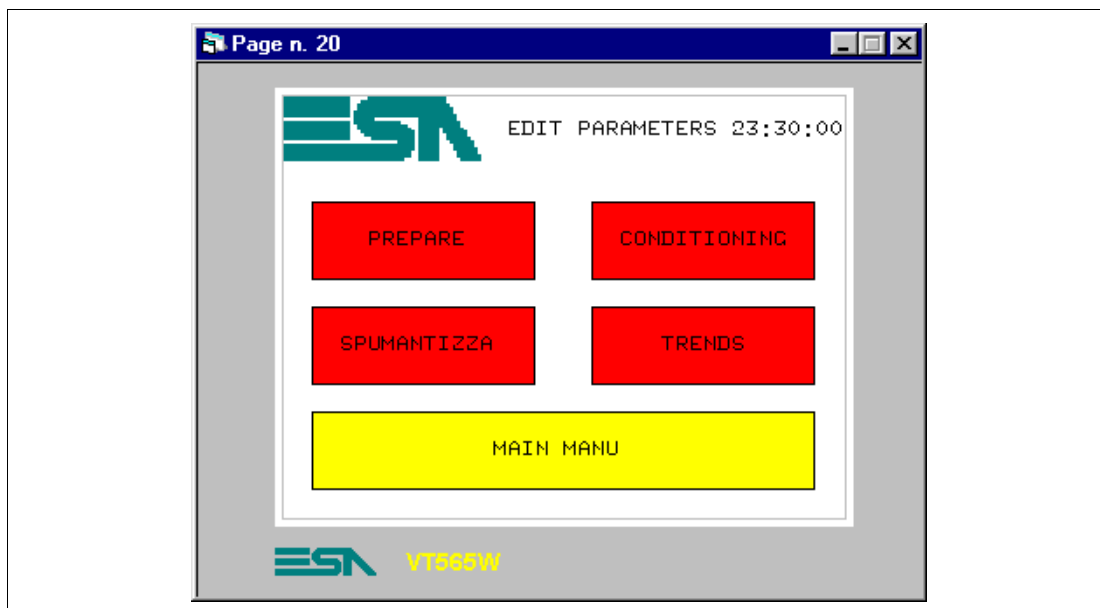 Page n. 20
ESA EDIT PARAMETERS 23:30:00
PREPARE CONDITIONING
SPUMANTIZZA TRENDS
MAIN MANU
ESA VT565W